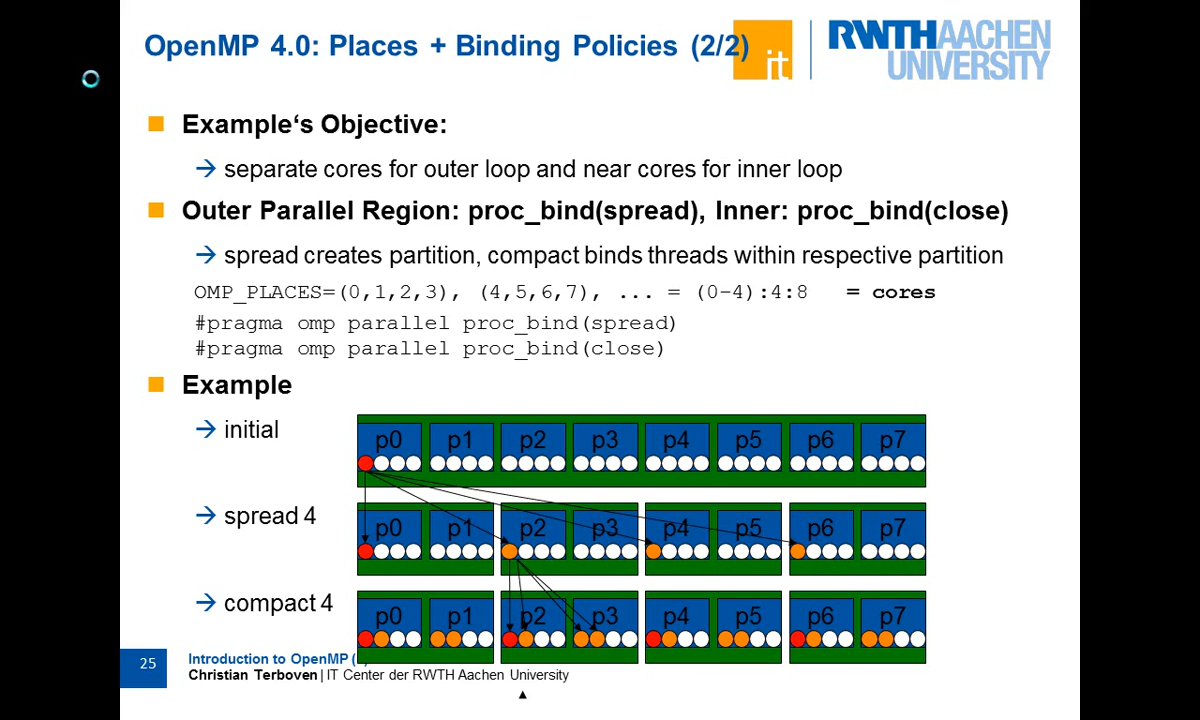 OpenMP 4.0: Places + Binding Policies (2/2)
it
RWTHAACHEN
UNIVERSITY
Example‘s Objective:
→ separate cores for outer loop and near cores for inner loop
Outer Parallel Region: proc_bind(spread), Inner: proc_bind(close)
→ spread creates partition, compact binds threads within respective partition
OMP_PLACES=(0,1,2,3), (4,5,6,7), ... = (0-4):4:8 = cores
#pragma omp parallel proc_bind(spread)
#pragma omp parallel proc_bind(close)
Example
→ initial
p0 p1 p2 p3 p4 p5 p6 p7
→ spread 4
p0 p1 p2 p3 p4 p5 p6 p7
→ compact 4
p0 p1 p2 p3 p4 p5 p6 p7
25
Introduction to OpenMP (
Christian Terboven | IT Center der RWTH Aachen University